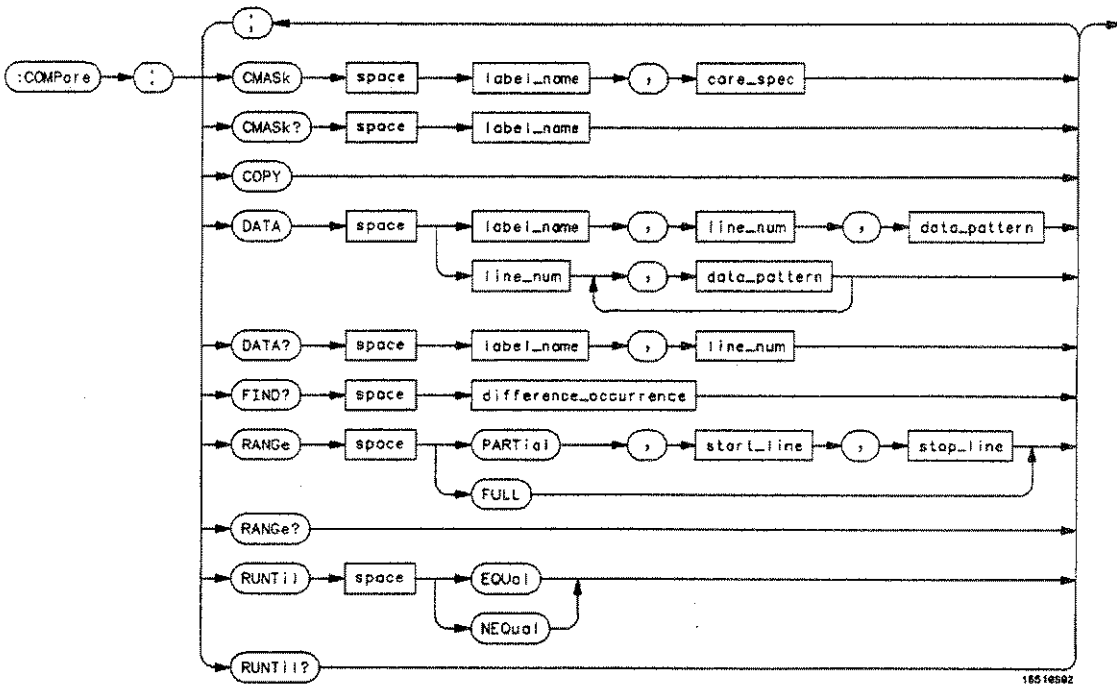 ;
:COMPare : CMASk space label_name , care_spec
CMASk? space label_name
COPY
DATA space label_name , line_num , data_pattern
line_num , data_pattern
DATA? space label_name , line_num
FIND? space difference_occurrence
RANGe space PARTial , start_line , stop_line
FULL
RANGe?
RUNTil space EQUal
NEQual
RUNTil?
16510S02